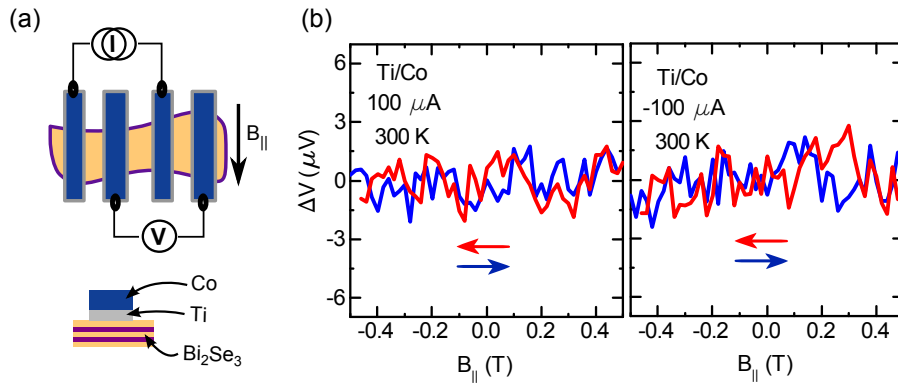 (a)
I
B||
V
Co
Ti
Bi2Se3
(b)
ΔV (μV)
6
3
0
-3
-6
Ti/Co
100 μA
300 K
-0.4 -0.2 0.0 0.2 0.4
B|| (T)
Ti/Co
-100 μA
300 K
-0.4 -0.2 0.0 0.2 0.4
B|| (T)